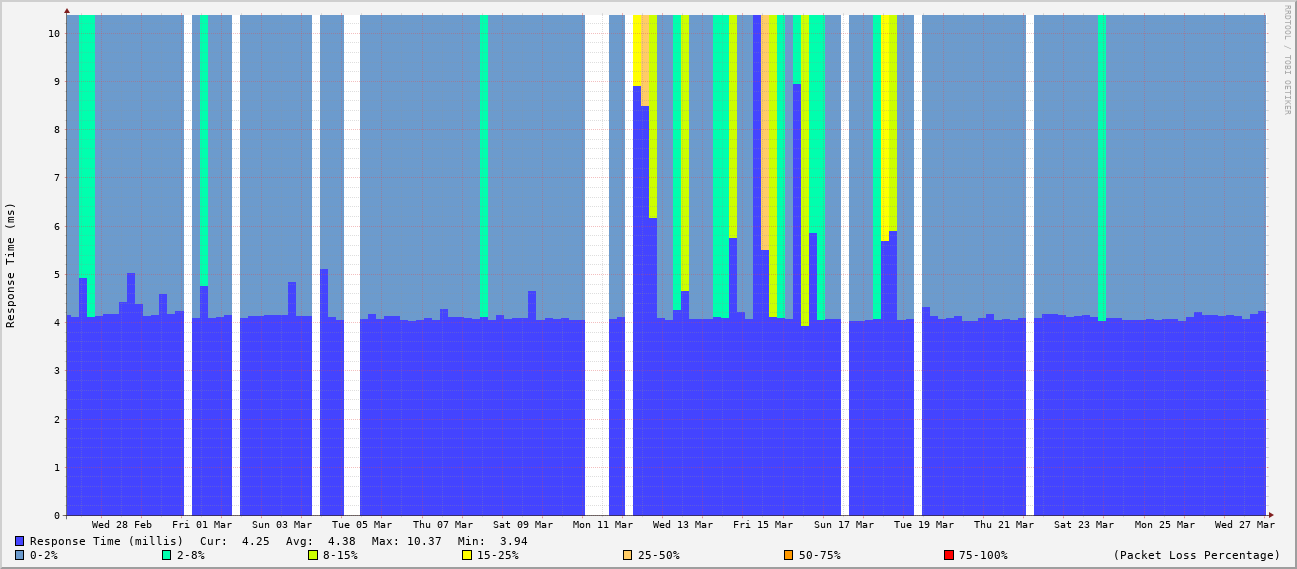 RRDTOOL / TOBI OETIKER
Response Time (ms)
10
9
8
7
6
5
4
3
2
1
0
Wed 28 Feb Fri 01 Mar Sun 03 Mar Tue 05 Mar Thu 07 Mar Sat 09 Mar Mon 11 Mar Wed 13 Mar Fri 15 Mar Sun 17 Mar Tue 19 Mar Thu 21 Mar Sat 23 Mar Mon 25 Mar Wed 27 Mar
Response Time (millis) Cur: 4.25 Avg: 4.38 Max: 10.37 Min: 3.94
0-2% 2-8% 8-15% 15-25% 25-50% 50-75% 75-100% (Packet Loss Percentage)